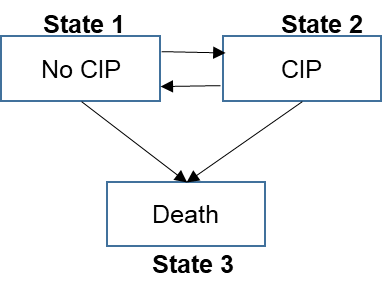 State 1
State 2
No CIP
CIP
Death
State 3